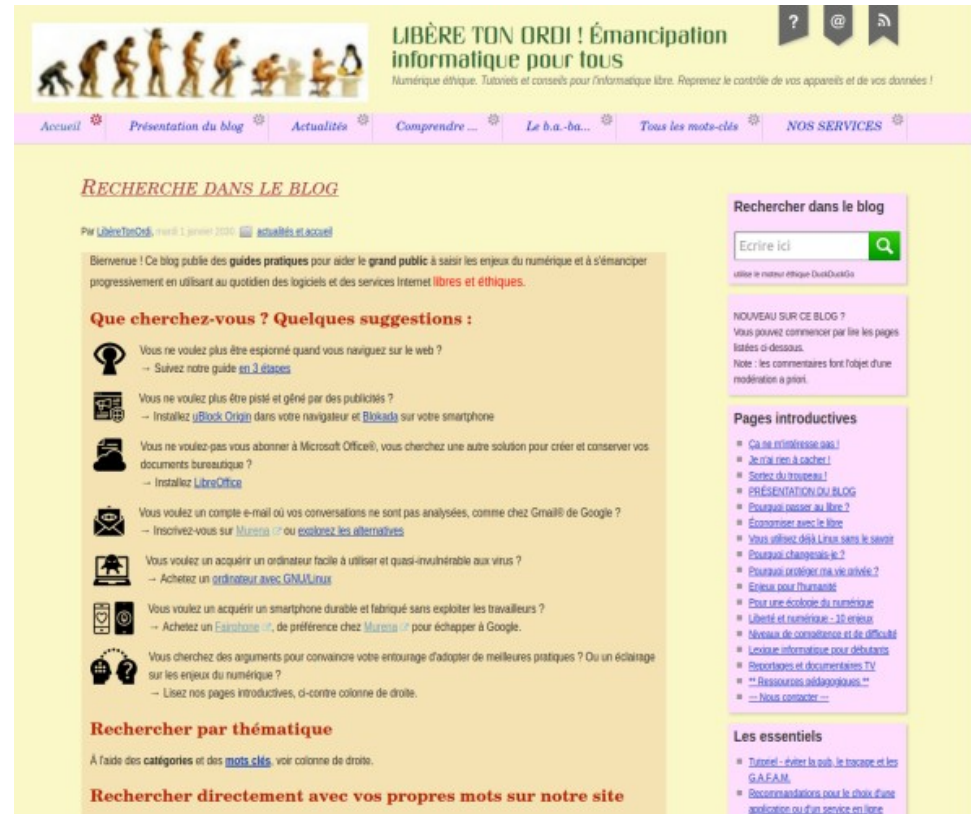 LIBÈRE TON ORDI ! Émancipation
informatique pour tous
Numérique éthique. Tutoriels et conseils pour l'informatique libre. Reprenez le contrôle de vos appareils et de vos données !
? @
Accueil Présentation du blog Actualités Comprendre ... Le b.a.-ba... Tous les mots-clés NOS SERVICES
RECHERCHE DANS LE BLOG
Par LibèreTonOrdi, mardi 1 janvier 2030. actualités et accueil
Bienvenue ! Ce blog publie des guides pratiques pour aider le grand public à saisir les enjeux du numérique et à s'émanciper
progressivement en utilisant au quotidien des logiciels et des services Internet libres et éthiques.
Que cherchez-vous ? Quelques suggestions :
Vous ne voulez plus être espionné quand vous naviguez sur le web ?
→ Suivez notre guide en 3 étapes
Vous ne voulez plus être pisté et gêné par des publicités ?
→ Installez uBlock Origin dans votre navigateur et Blokada sur votre smartphone
Vous ne voulez-pas vous abonner à Microsoft Office®, vous cherchez une autre solution pour créer et conserver vos
documents bureautique ?
→ Installez LibreOffice
Vous voulez un compte e-mail où vos conversations ne sont pas analysées, comme chez Gmail® de Google ?
→ Inscrivez-vous sur Murena ou explorez les alternatives
Vous voulez un acquérir un ordinateur facile à utiliser et quasi-invulnérable aux virus ?
→ Achetez un ordinateur avec GNU/Linux
Vous voulez un acquérir un smartphone durable et fabriqué sans exploiter les travailleurs ?
→ Achetez un Fairphone, de préférence chez Murena pour échapper à Google.
Vous cherchez des arguments pour convaincre votre entourage d'adopter de meilleures pratiques ? Ou un éclairage
sur les enjeux du numérique ?
→ Lisez nos pages introductives, ci-contre colonne de droite.
Rechercher par thématique
À l'aide des catégories et des mots clés, voir colonne de droite.
Rechercher directement avec vos propres mots sur notre site
Rechercher dans le blog
Ecrire ici
utilise le moteur éthique DuckDuckGo
NOUVEAU SUR CE BLOG ?
Vous pouvez commencer par lire les pages
listées ci-dessous.
Note : les commentaires font l'objet d'une
modération a priori.
Pages introductives
Ça ne m'intéresse pas !
Je n'ai rien à cacher !
Sortez du troupeau !
PRÉSENTATION DU BLOG
Pourquoi passer au libre ?
Économiser avec le libre
Vous utilisez déjà Linux sans le savoir
Pourquoi changerais-je ?
Pourquoi protéger ma vie privée ?
Enjeux pour l'humanité
Pour une écologie du numérique
Liberté et numérique - 10 enjeux
Niveaux de compétence et de difficulté
Lexique informatique pour débutants
Reportages et documentaires TV
** Ressources pédagogiques **
--- Nous contacter ---
Les essentiels
Tutoriel - éviter la pub, le traçage et les
G.A.F.A.M.
Recommandations pour le choix d'une
application ou d'un service en ligne